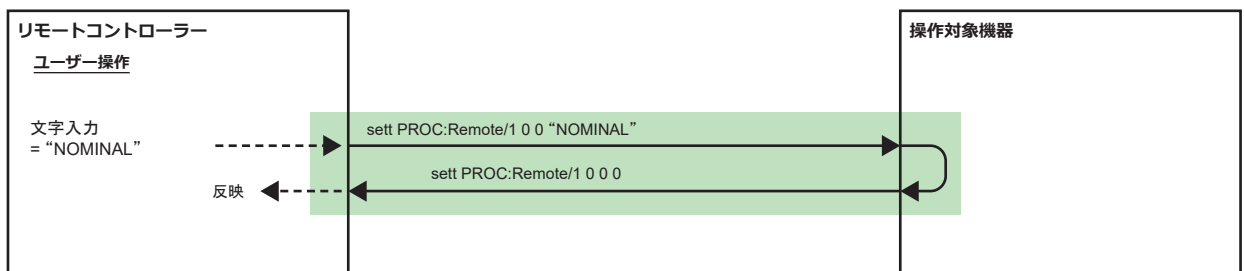 リモートコントローラー
操作対象機器
ユーザー操作
文字入力
= “NOMINAL”
sett PROC:Remote/1 0 0 “NOMINAL”
sett PROC:Remote/1 0 0 0
反映